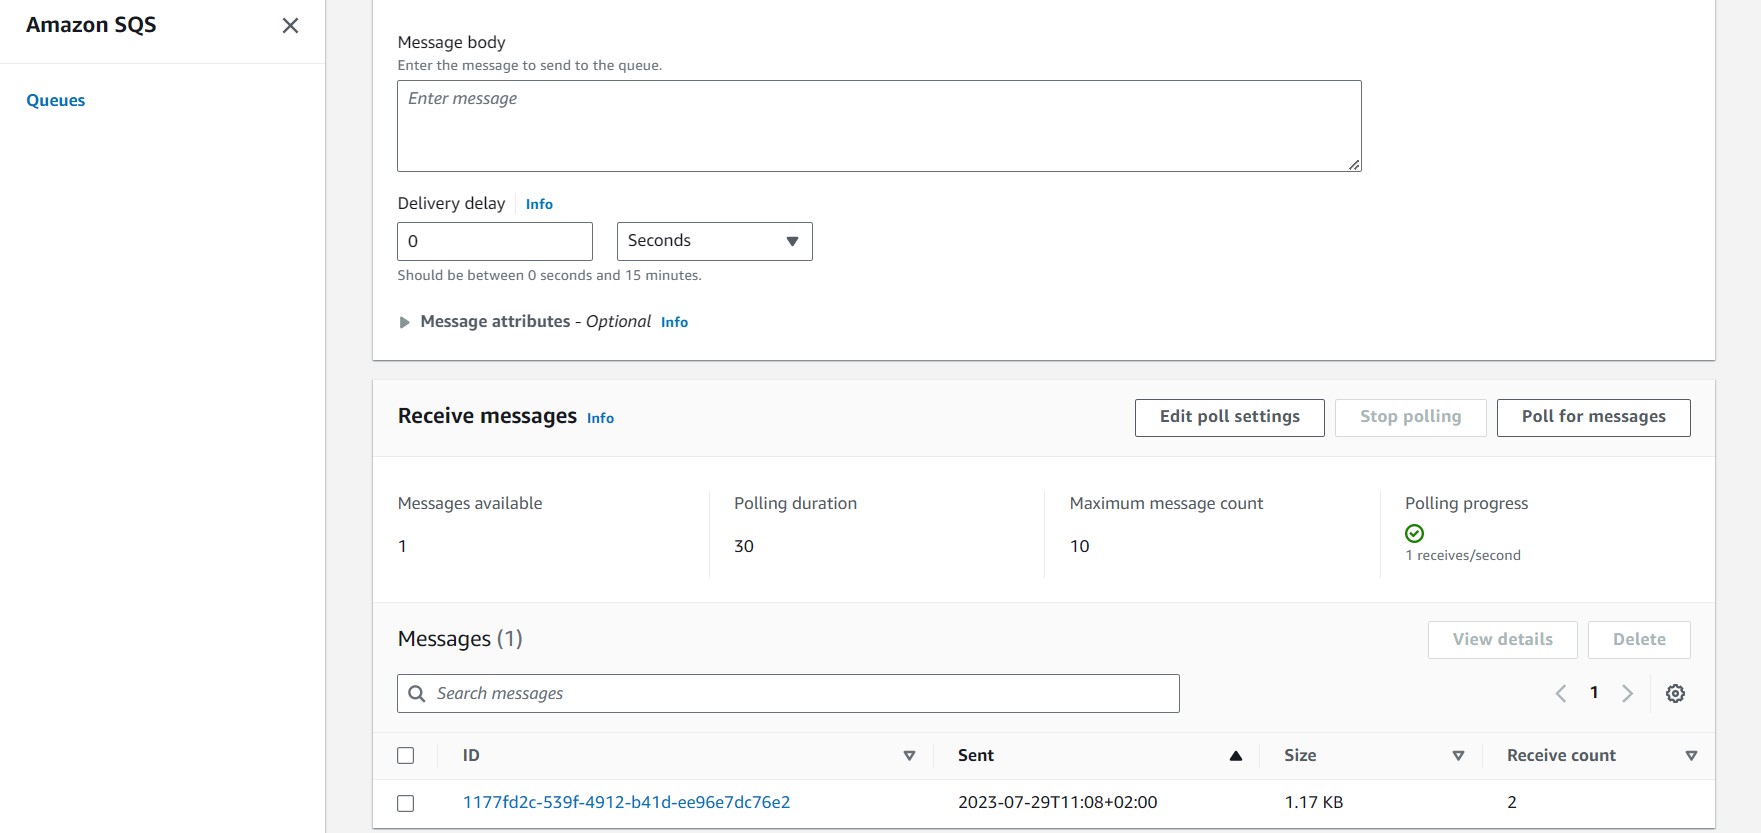 Amazon SQS
Queues
Message body
Enter the message to send to the queue.
Enter message
Delivery delay Info
0 Seconds
Should be between 0 seconds and 15 minutes.
Message attributes - Optional Info
Receive messages Info Edit poll settings Stop polling Poll for messages
Messages available Polling duration Maximum message count Polling progress
1 30 10
1 receives/second
Messages (1) View details Delete
Search messages 1
ID Sent Size Receive count
1177fd2c-539f-4912-b41d-ee96e7dc76e2 2023-07-29T11:08+02:00 1.17 KB 2